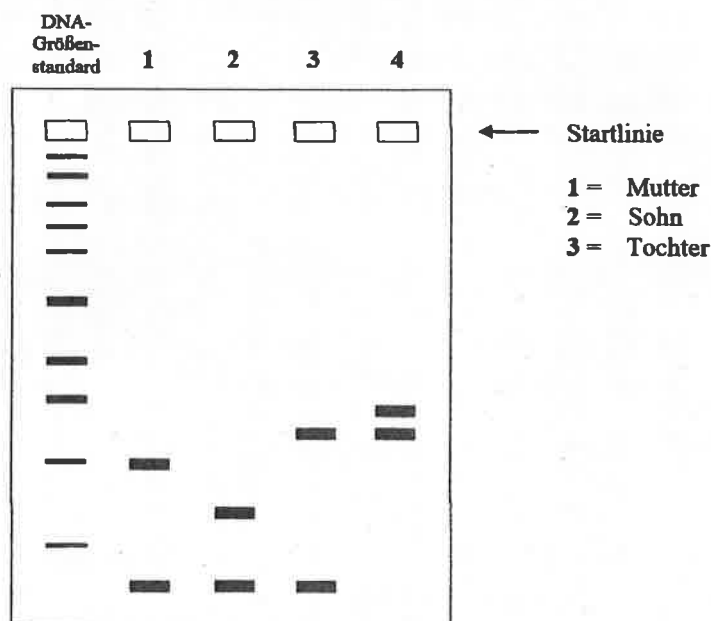 DNA-
Größen-
standard
1 2 3 4
Startlinie
1 = Mutter
2 = Sohn
3 = Tochter